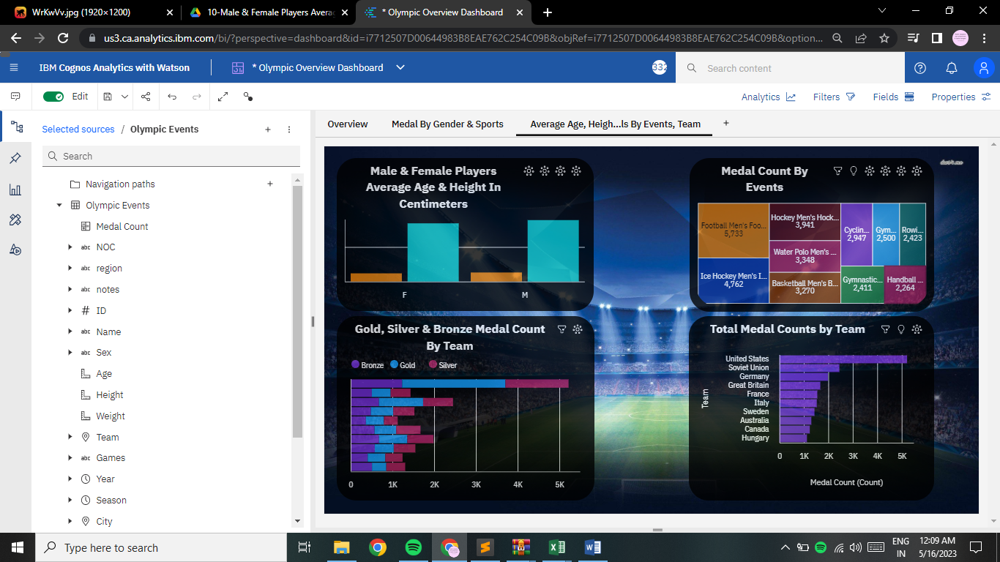 WrKwVv.jpg (1920×1200)
10-Male & Female Players Avera
* Olympic Overview Dashboard
us3.ca.analytics.ibm.com/bi/?perspective=dashboard&id=i7712507D00644983B8EAE762C254C09B&objRef=i7712507D00644983B8EAE762C254C09B&option...
IBM Cognos Analytics with Watson
* Olympic Overview Dashboard
332
Search content
Edit
Analytics
Filters
Fields
Properties
Selected sources / Olympic Events
Search
Navigation paths
Olympic Events
Medal Count
abc NOC
abc region
abc notes
# ID
abc Name
abc Sex
Age
Height
Weight
Team
abc Games
Year
Season
City
Overview
Medal By Gender & Sports
Average Age, Heigh...ls By Events, Team
Male & Female Players
Average Age & Height In
Centimeters
F
M
Medal Count By
Events
Football Men's Foo...
5,733
Ice Hockey Men's I...
4,762
Hockey Men's Hock...
3,941
Water Polo Men's ...
3,348
Basketball Men's B...
3,270
Cyclin...
2,947
Gym...
2,500
Rowi...
2,423
Gymnastic...
2,411
Handball ...
2,264
Gold, Silver & Bronze Medal Count
By Team
Bronze
Gold
Silver
0
1K
2K
3K
4K
5K
Total Medal Counts by Team
Team
United States
Soviet Union
Germany
Great Britain
France
Italy
Sweden
Australia
Canada
Hungary
0
1K
2K
3K
4K
5K
Medal Count (Count)
Type here to search
ENG
IN
12:09 AM
5/16/2023